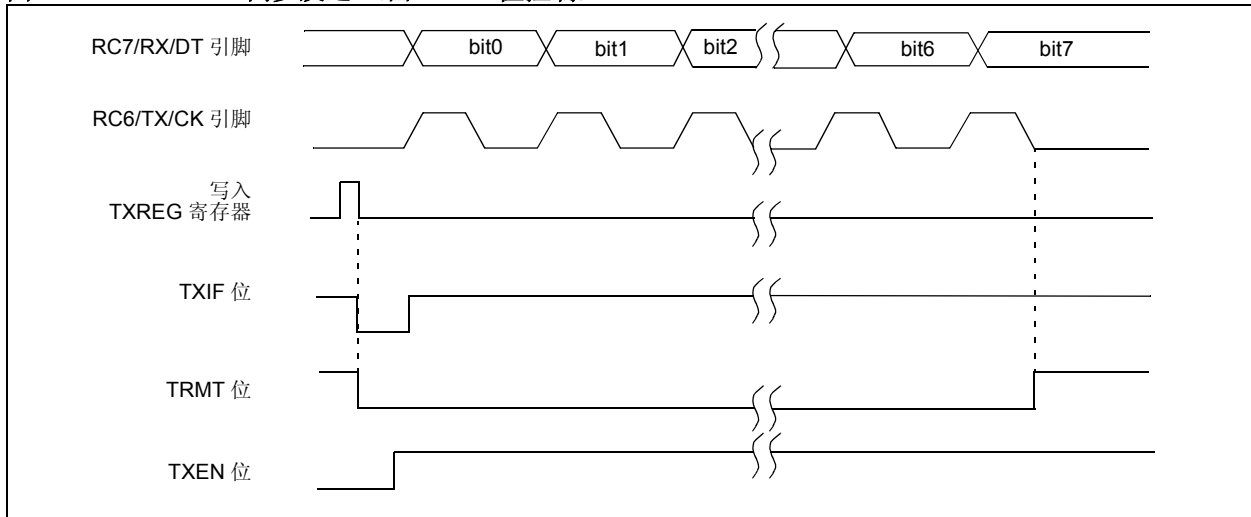 RC7/RX/DT 引脚
bit0 bit1 bit2 bit6 bit7
RC6/TX/CK 引脚
写入
TXREG 寄存器
TXIF 位
TRMT 位
TXEN 位